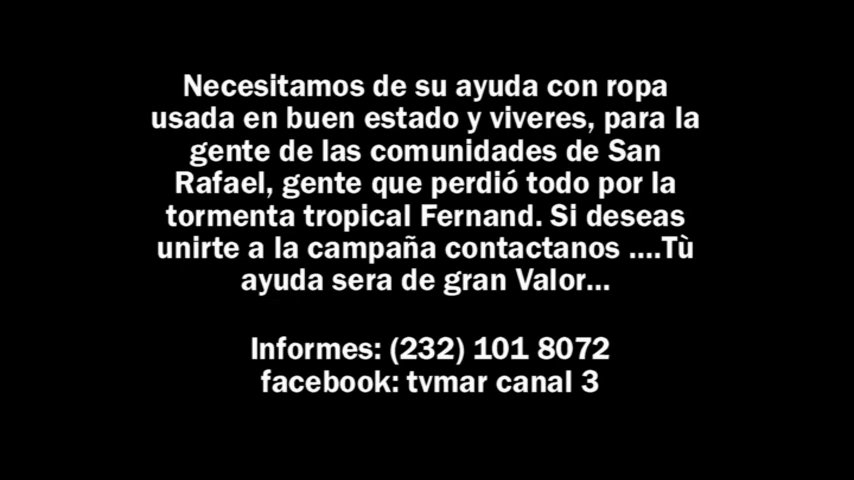 Necesitamos de su ayuda con ropa
usada en buen estado y viveres, para la
gente de las comunidades de San
Rafael, gente que perdió todo por la
tormenta tropical Fernand. Si deseas
unirte a la campaña contactanos ....Tù
ayuda sera de gran Valor...
Informes: (232) 101 8072
facebook: tvmar canal 3